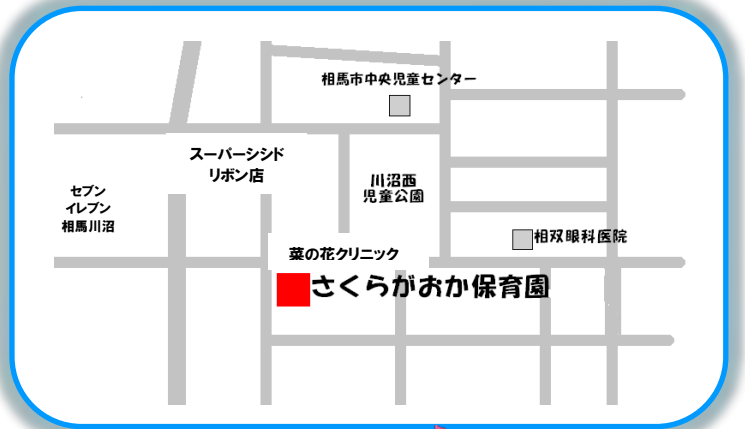 相馬市中央児童センター
スーパーシシド
リボン店
川沼西
児童公園
セブン
イレブン
相馬川沼
相双眼科医院
菜の花クリニック
さくらがおか保育園